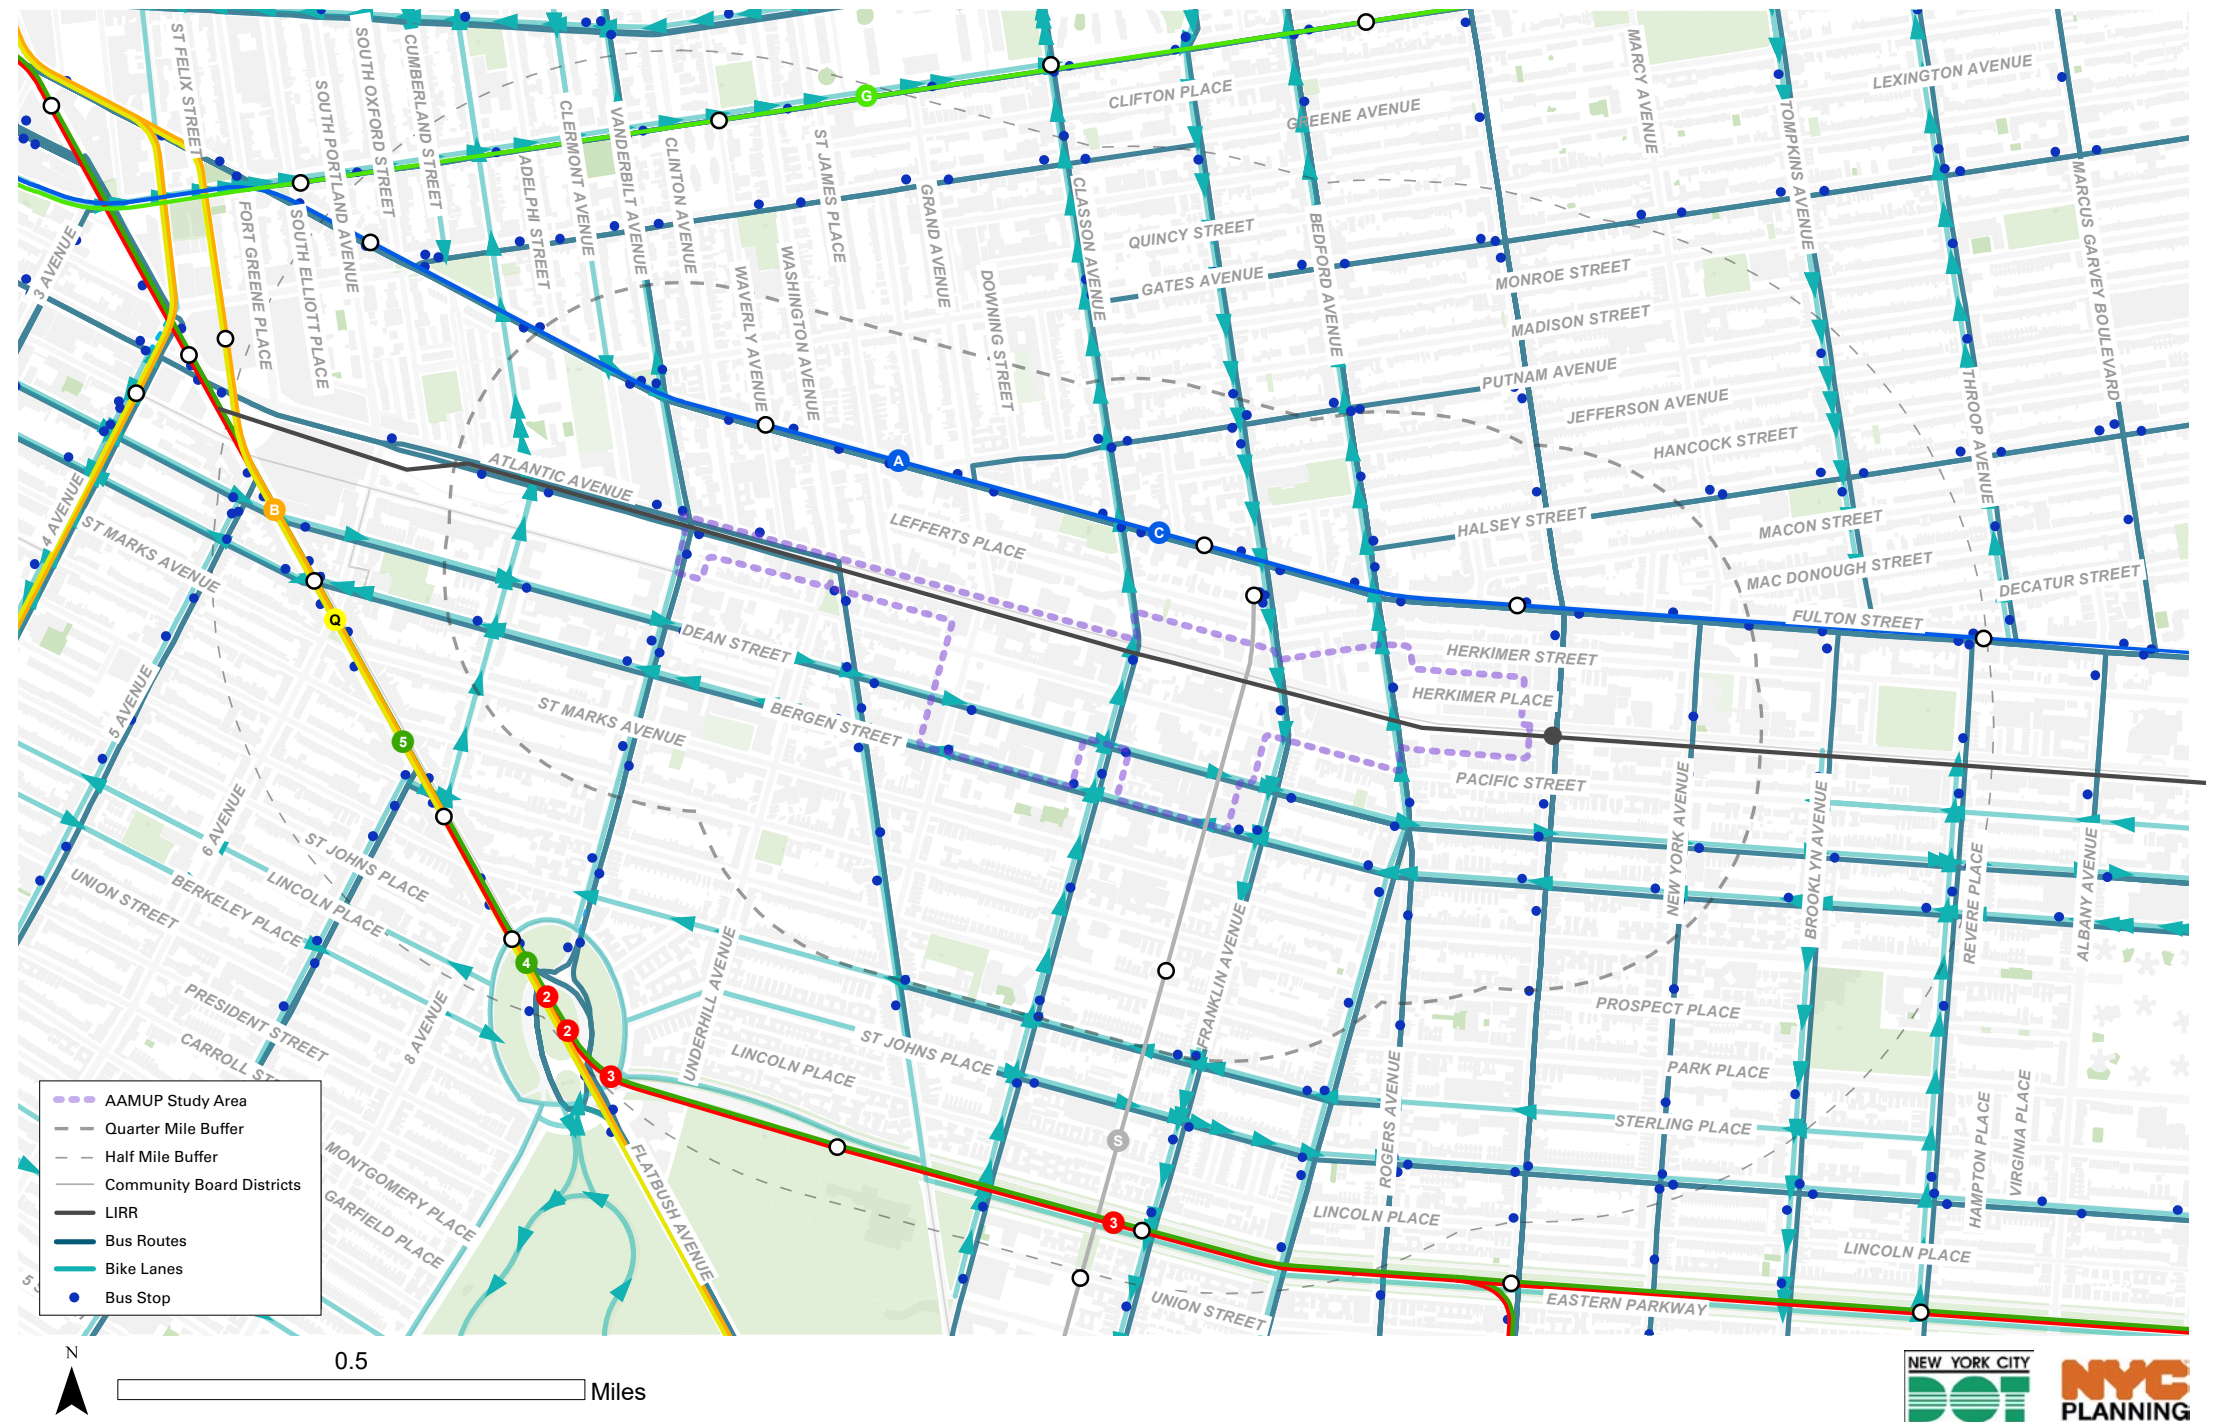 ST FELIX STREET
SOUTH OXFORD STREET
CUMBERLAND STREET
SOUTH PORTLAND AVENUE
CLERMONT AVENUE
VANDERBILT AVENUE
CLINTON AVENUE
ADELPHI STREET
ST JAMES PLACE
G
CLIFTON PLACE
GREENE AVENUE
MARCY AVENUE
LEXINGTON AVENUE
TOMPKINS AVENUE
MARCUS GARVEY BOULEVARD
3 AVENUE
FORT GREENE PLACE
SOUTH ELLIOTT PLACE
WAVERLY AVENUE
WASHINGTON AVENUE
GRAND AVENUE
DOWNING STREET
CLASSON AVENUE
QUINCY STREET
GATES AVENUE
BEDFORD AVENUE
MONROE STREET
MADISON STREET
PUTNAM AVENUE
JEFFERSON AVENUE
HANCOCK STREET
THROOP AVENUE
ATLANTIC AVENUE
A
LEFFERTS PLACE
C
HALSEY STREET
MACON STREET
MAC DONOUGH STREET
DECATUR STREET
FULTON STREET
4 AVENUE
ST MARKS AVENUE
B
Q
DEAN STREET
HERKIMER STREET
HERKIMER PLACE
5 AVENUE
ST MARKS AVENUE
BERGEN STREET
5
PACIFIC STREET
6 AVENUE
NEW YORK AVENUE
BROOKLYN AVENUE
REVERE PLACE
ALBANY AVENUE
ST JOHNS PLACE
LINCOLN PLACE
BERKELEY PLACE
UNION STREET
4
2
2
3
UNDERHILL AVENUE
FRANKLIN AVENUE
PRESIDENT STREET
8 AVENUE
CARROLL ST
LINCOLN PLACE
ST JOHNS PLACE
PROSPECT PLACE
PARK PLACE
STERLING PLACE
ROGERS AVENUE
HAMPTON PLACE
VIRGINIA PLACE
S
MONTGOMERY PLACE
GARFIELD PLACE
FLATBUSH AVENUE
3
LINCOLN PLACE
LINCOLN PLACE
UNION STREET
EASTERN PARKWAY
5 S
AAMUP Study Area
Quarter Mile Buffer
Half Mile Buffer
Community Board Districts
LIRR
Bus Routes
Bike Lanes
Bus Stop
N
0.5
Miles
NEW YORK CITY
DOT
NYC
PLANNING